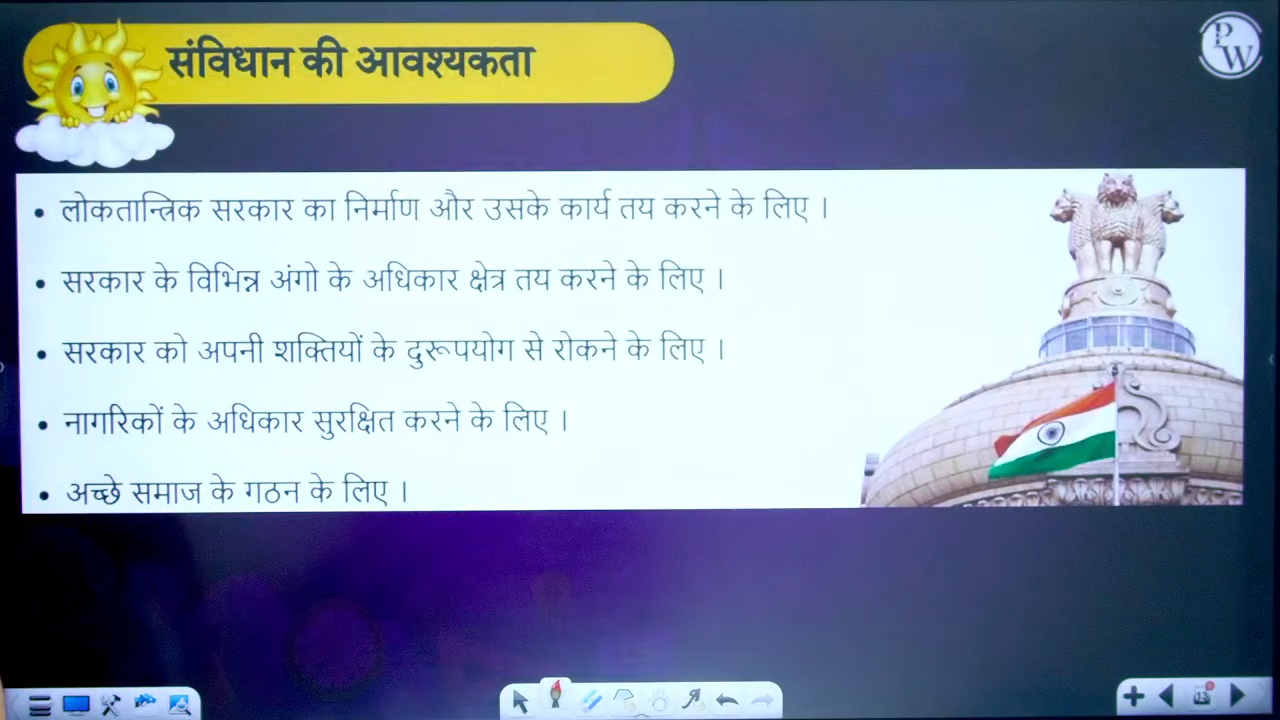 संविधान की आवश्यकता
PW
• लोकतान्त्रिक सरकार का निर्माण और उसके कार्य तय करने के लिए ।
• सरकार के विभिन्न अंगो के अधिकार क्षेत्र तय करने के लिए ।
• सरकार को अपनी शक्तियों के दुरूपयोग से रोकने के लिए ।
• नागरिकों के अधिकार सुरक्षित करने के लिए ।
• अच्छे समाज के गठन के लिए ।